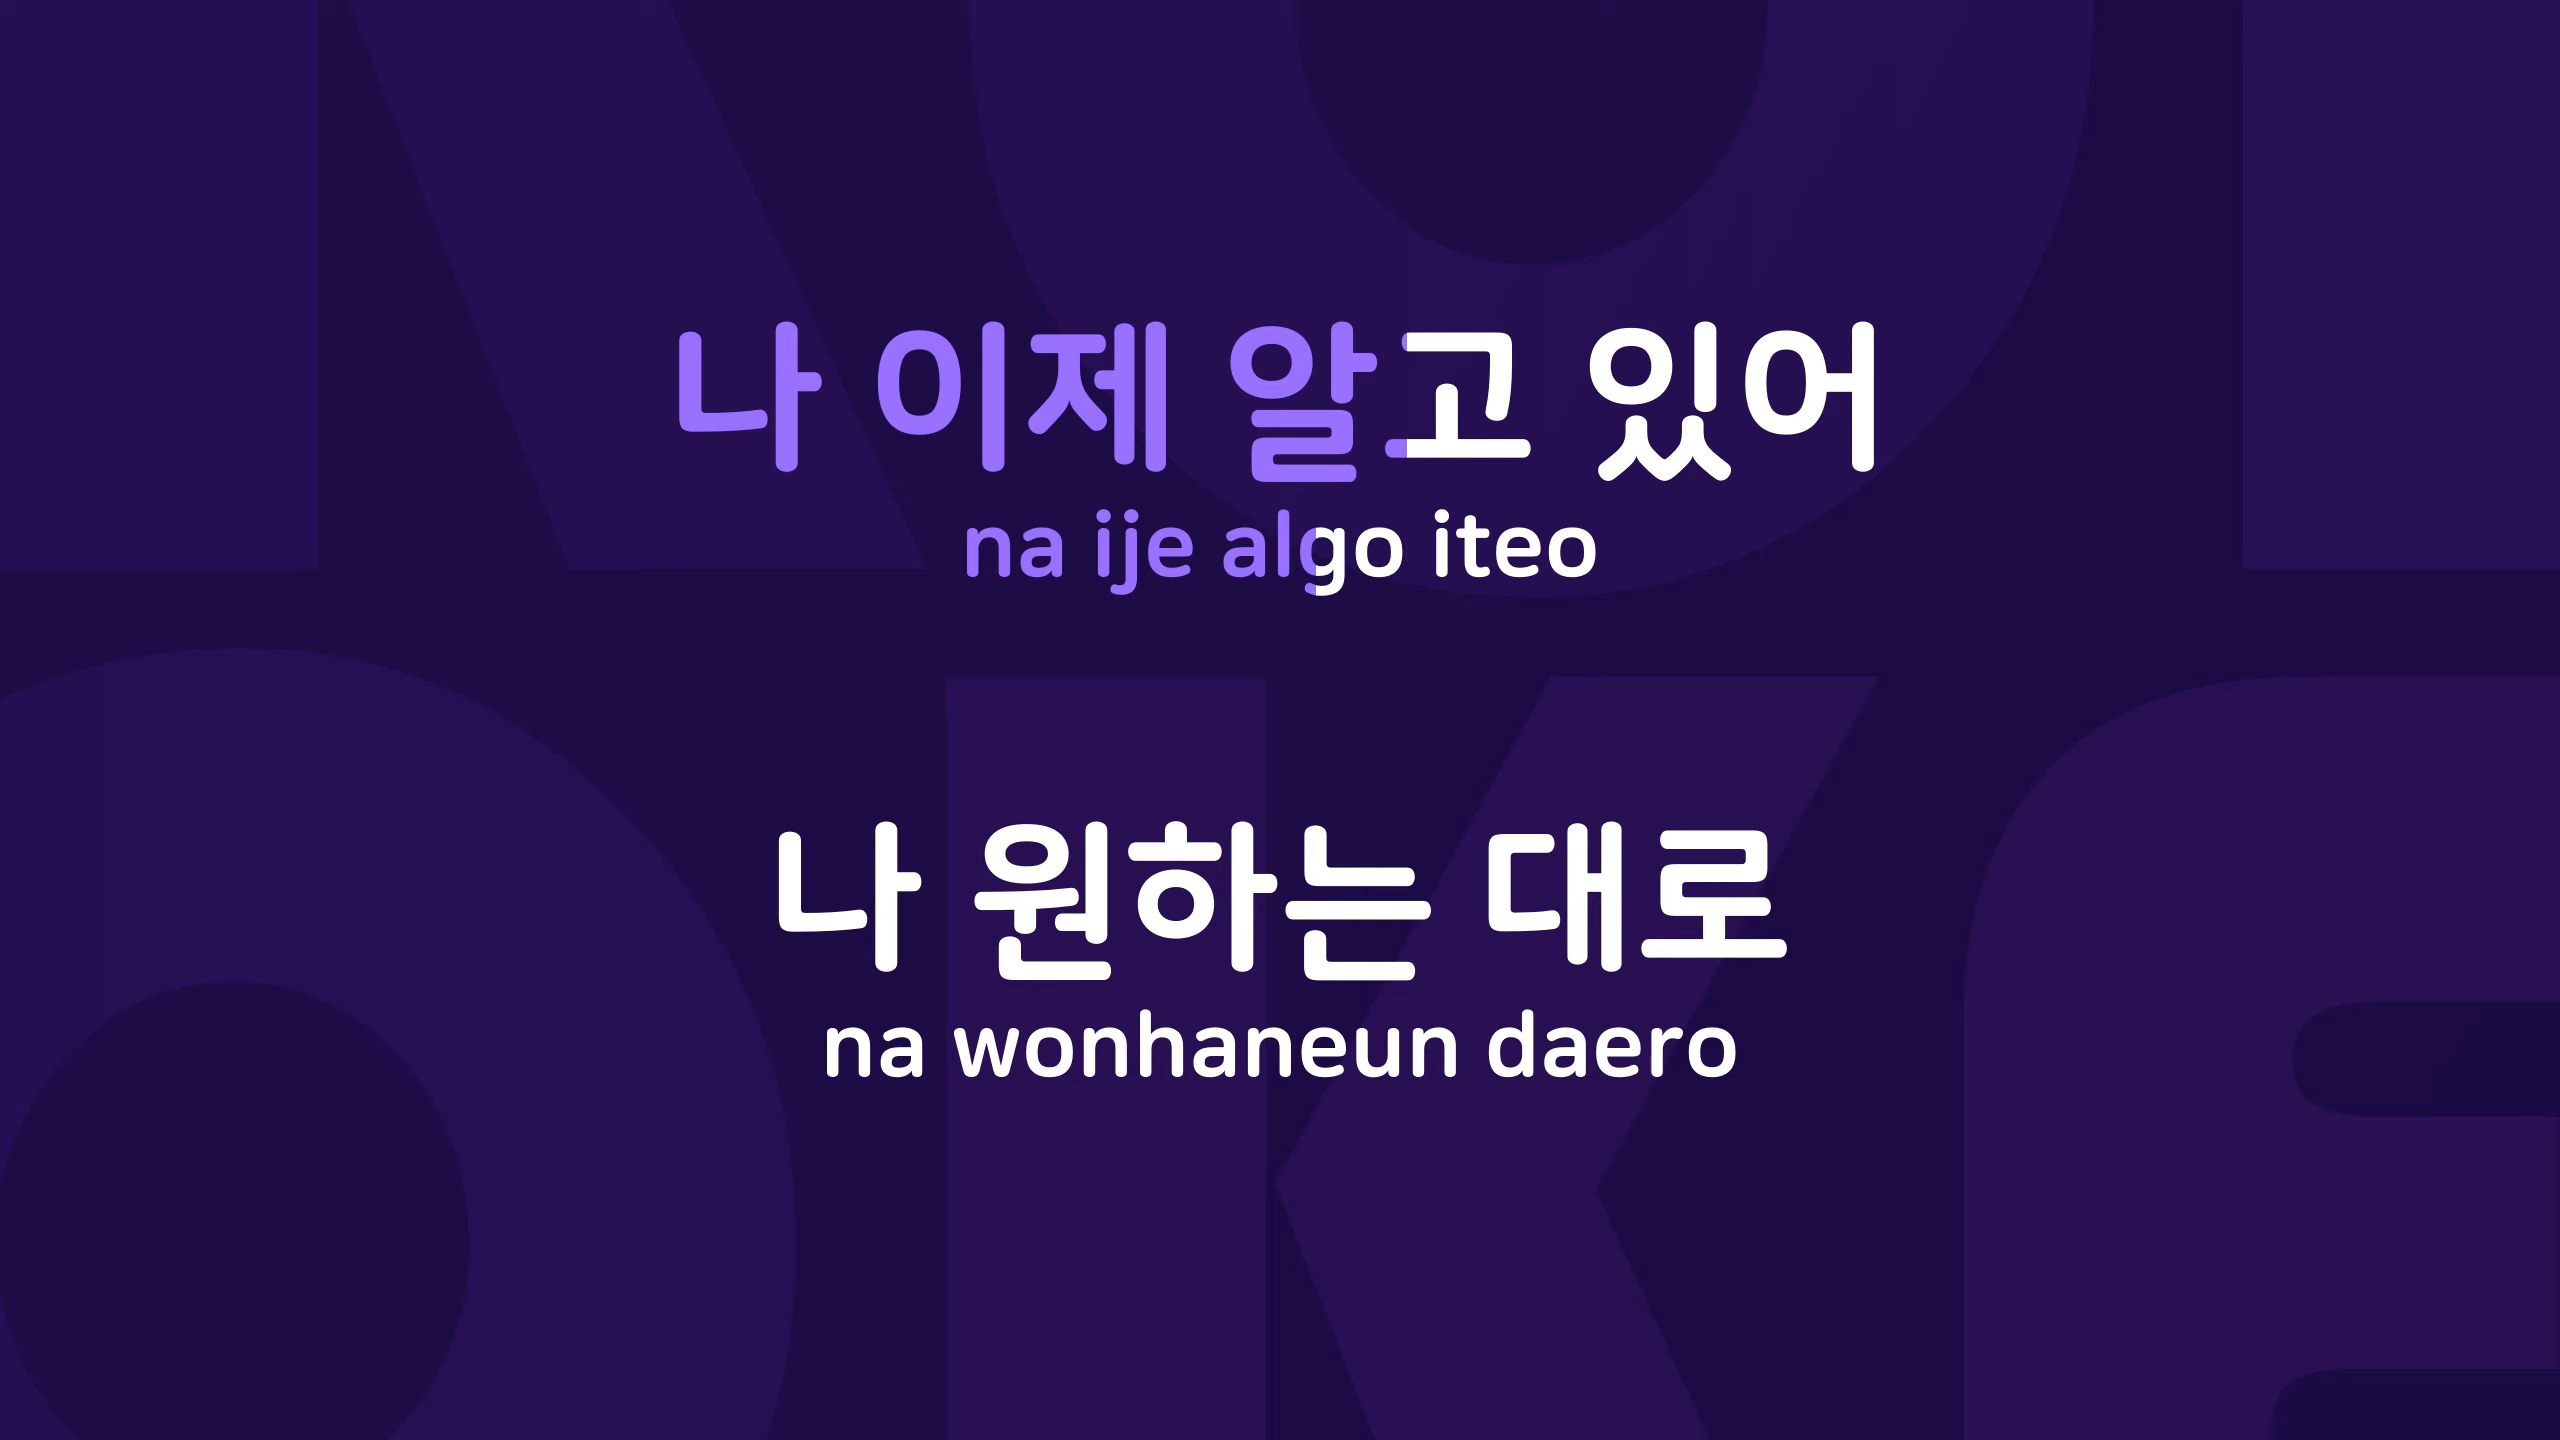 나 이제 알고 있어
na ije algo iteo
나 원하는 대로
na wonhaneun daero